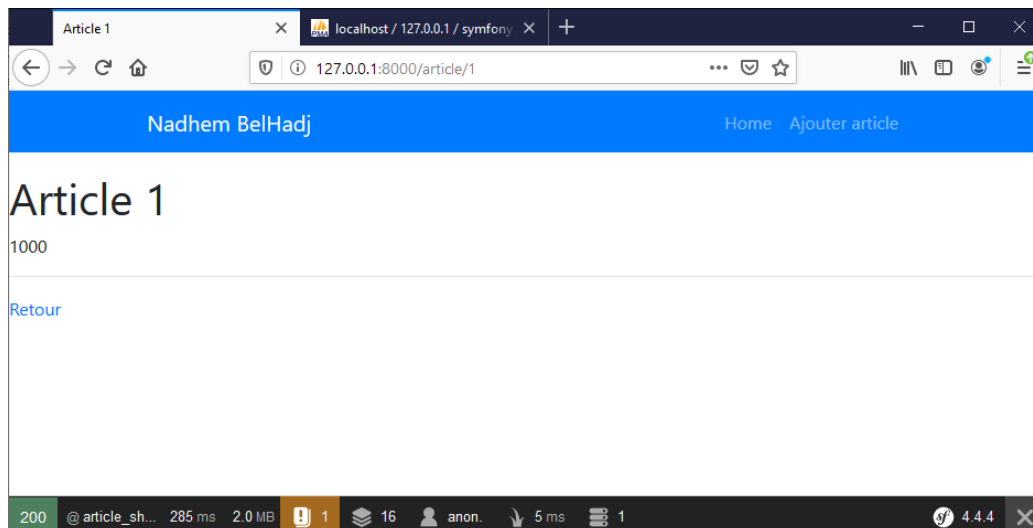 Article 1
localhost / 127.0.0.1 / symfony
127.0.0.1:8000/article/1
Nadhem BelHadj
Home Ajouter article
Article 1
1000
Retour
200 @ article_sh... 285 ms 2.0 MB 1 16 anon. 5 ms 1 sf 4.4.4